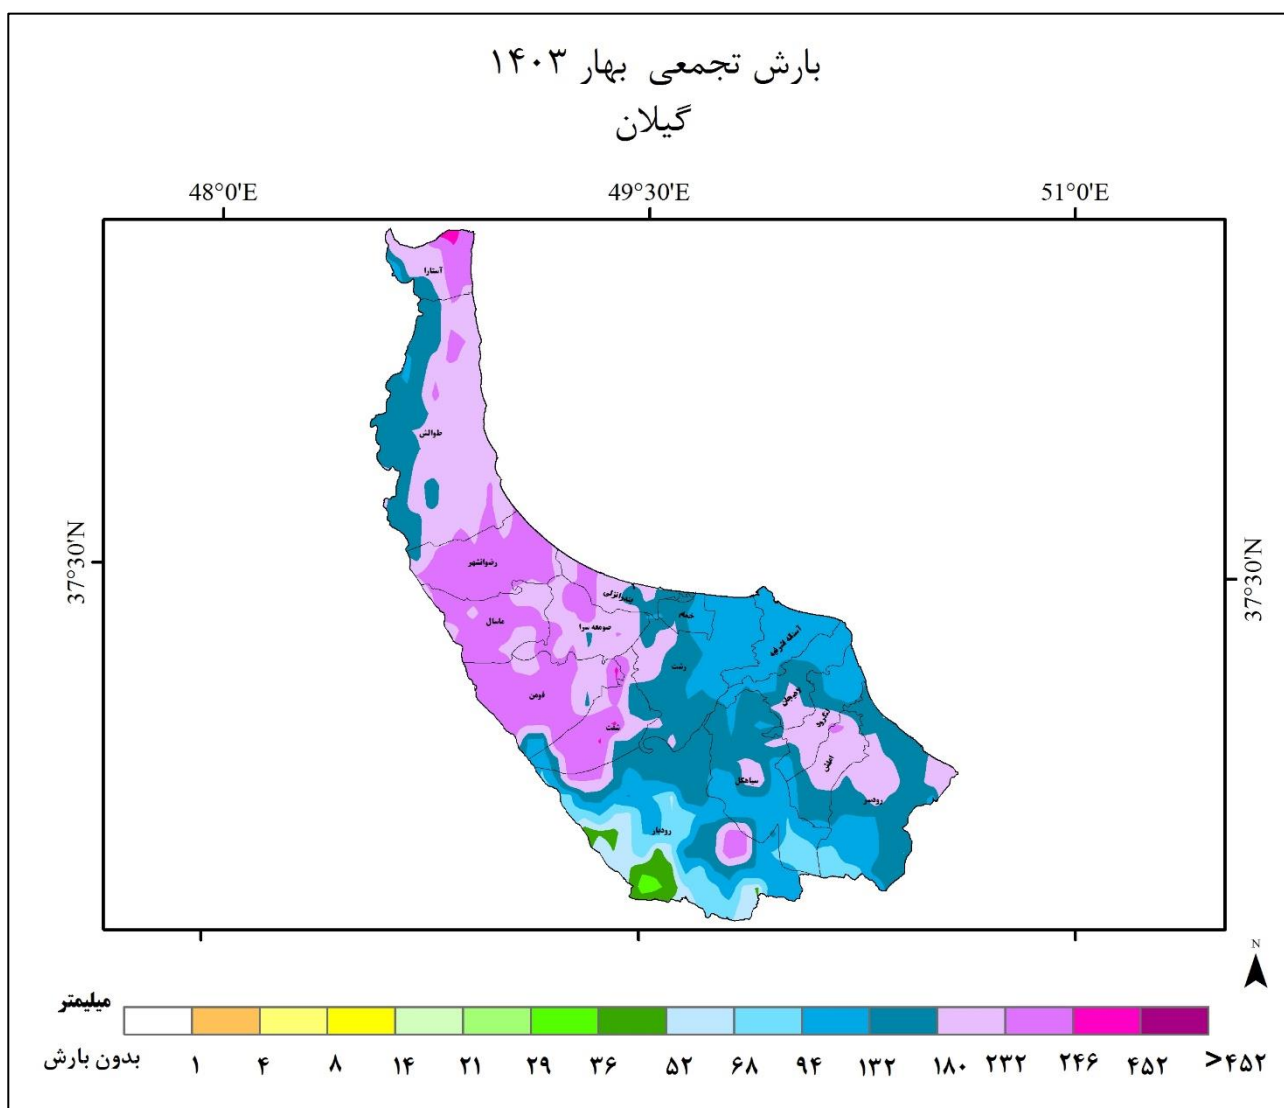 بارش تجمعی بهار ۱۴۰۳
گیلان
48°0'E 49°30'E 51°0'E
37°30'N 37°30'N
آستارا
طوالش
رضوانشهر
ماسال
صومعه سرا
بندرانزلی
خمام
رشت
آستانه اشرفیه
لاهیجان
لنگرود
املش
رودسر
فومن
شفت
سیاهکل
رودبار
N
میلیمتر
بدون بارش ۱ ۴ ۸ ۱۴ ۲۱ ۲۹ ۳۶ ۵۲ ۶۸ ۹۴ ۱۳۲ ۱۸۰ ۲۳۲ ۲۴۶ ۴۵۲ >۴۵۲